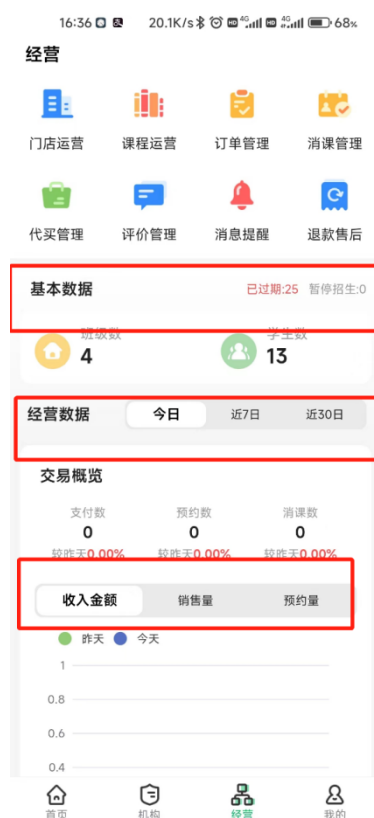 16:36 20.1K/s 4G 4G 68%
经营
门店运营 课程运营 订单管理 消课管理
代买管理 评价管理 消息提醒 退款售后
基本数据 已过期:25 暂停招生:0
班级数 学生数
4 13
经营数据 今日 近7日 近30日
交易概览
支付数 预约数 消课数
0 0 0
较昨天0.00% 较昨天0.00% 较昨天0.00%
收入金额 销售量 预约量
昨天 今天
1
0.8
0.6
0.4
首页 机构 经营 我的